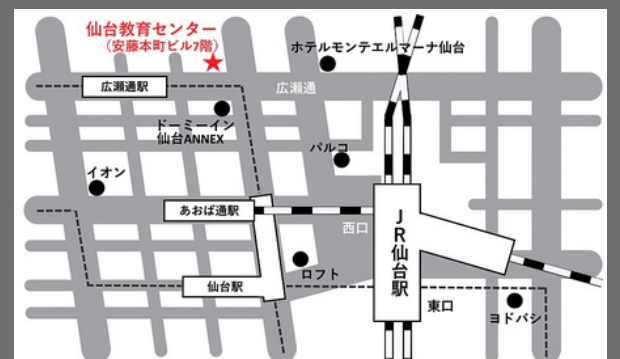 仙台教育センター
（安藤本町ビル7階）
ホテルモンテエルマーナ仙台
広瀬通駅
広瀬通
ドーミーイン
仙台ANNEX
パルコ
イオン
あおば通駅
西口
JR仙台駅
ロフト
仙台駅
東口
ヨドバシ